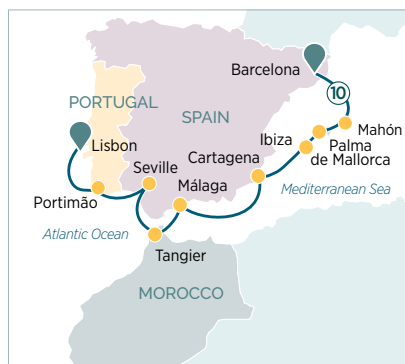 Barcelona
10
PORTUGAL
SPAIN
Mahón
Ibiza
Palma
de Mallorca
Lisbon
Cartagena
Seville
Málaga
Mediterranean Sea
Portimão
Atlantic Ocean
Tangier
MOROCCO